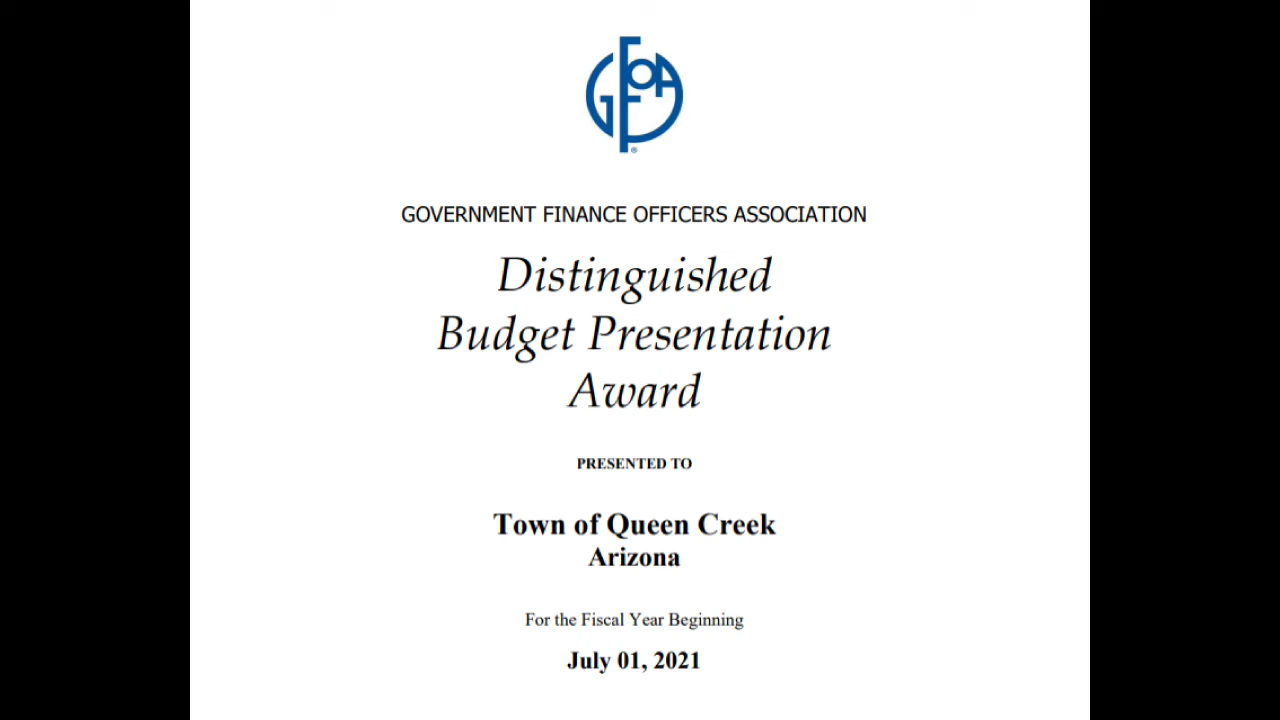 GFOA
®
GOVERNMENT FINANCE OFFICERS ASSOCIATION
Distinguished
Budget Presentation
Award
PRESENTED TO
Town of Queen Creek
Arizona
For the Fiscal Year Beginning
July 01, 2021